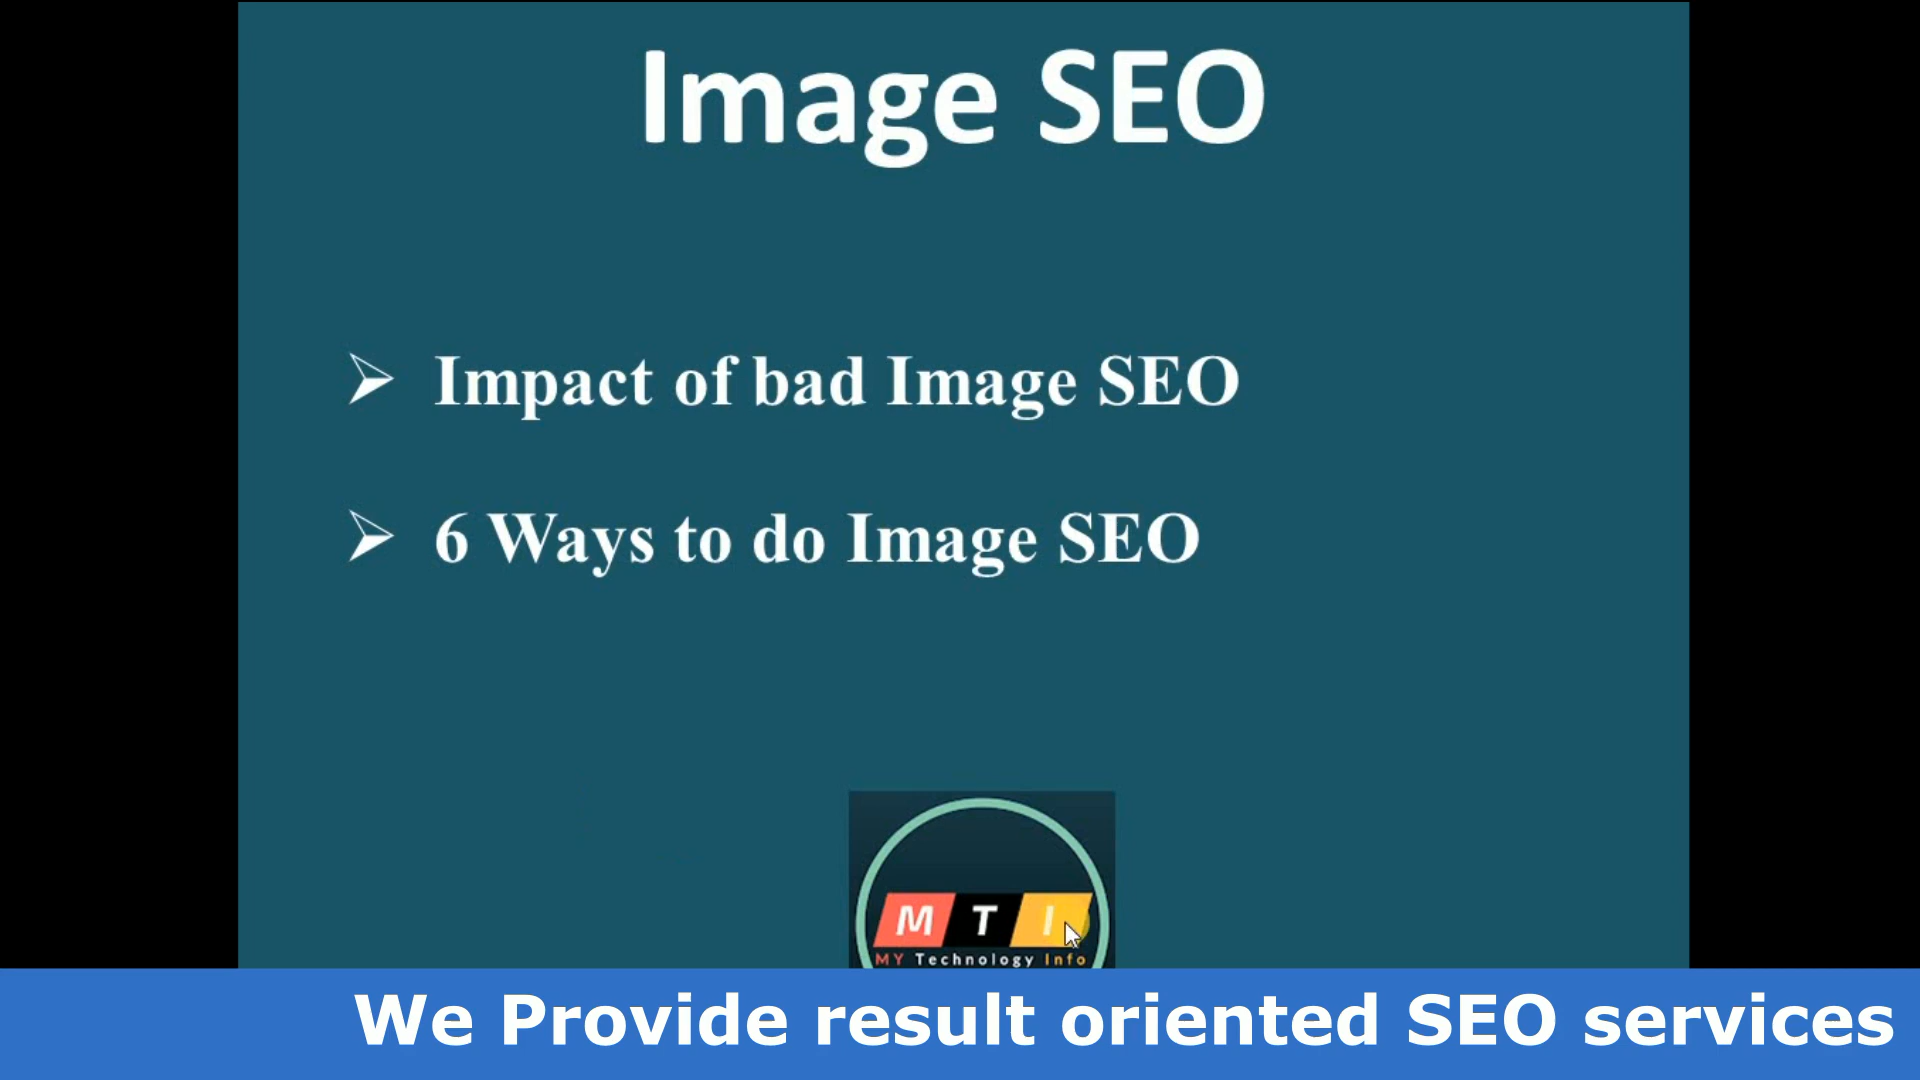 Image SEO
Impact of bad Image SEO
6 Ways to do Image SEO
M T I
MY Technology Info
We Provide result oriented SEO services